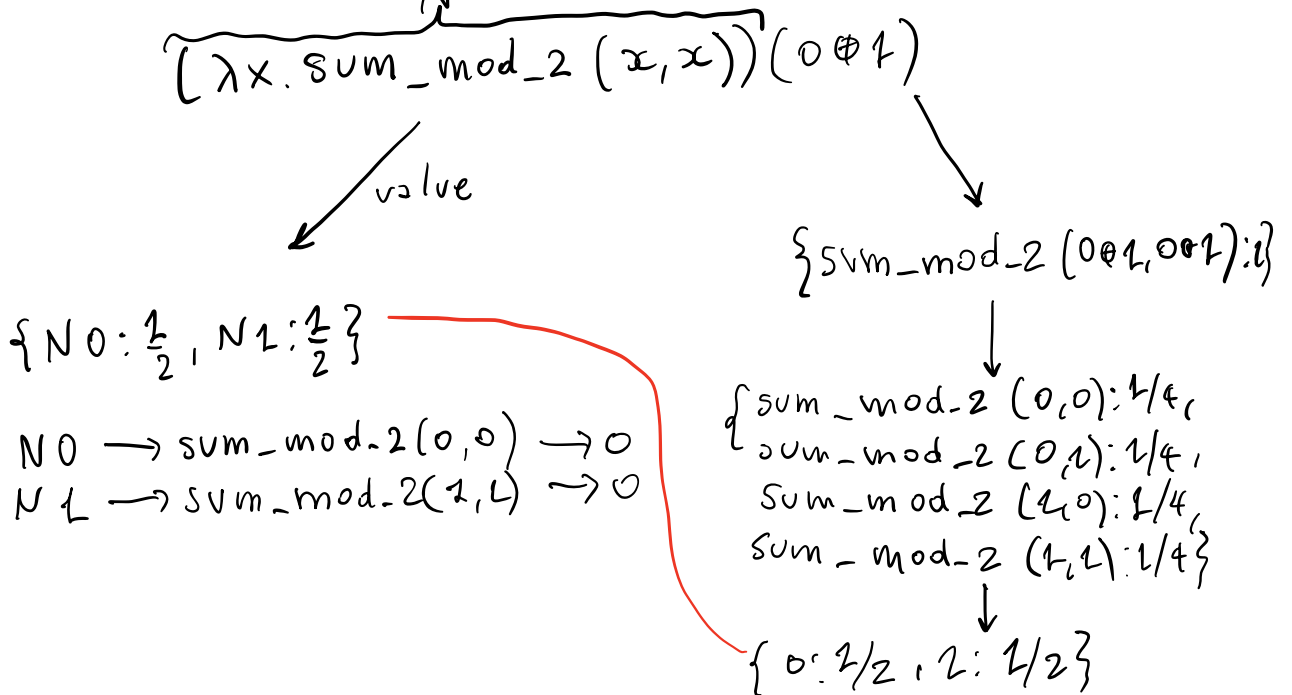 N
(λx. sum_mod_2 (x,x))(0⊕1)
value
{sum_mod_2 (0⊕1,0⊕1):1}
{N0:1/2, N1:1/2}
{sum_mod_2 (0,0):1/4,
sum_mod_2 (0,1):1/4,
sum_mod_2 (1,0):1/4,
sum_mod_2 (1,1):1/4}
N0 → sum_mod_2(0,0) → 0
N1 → sum_mod_2(1,1) → 0
{0:1/2, 1:1/2}